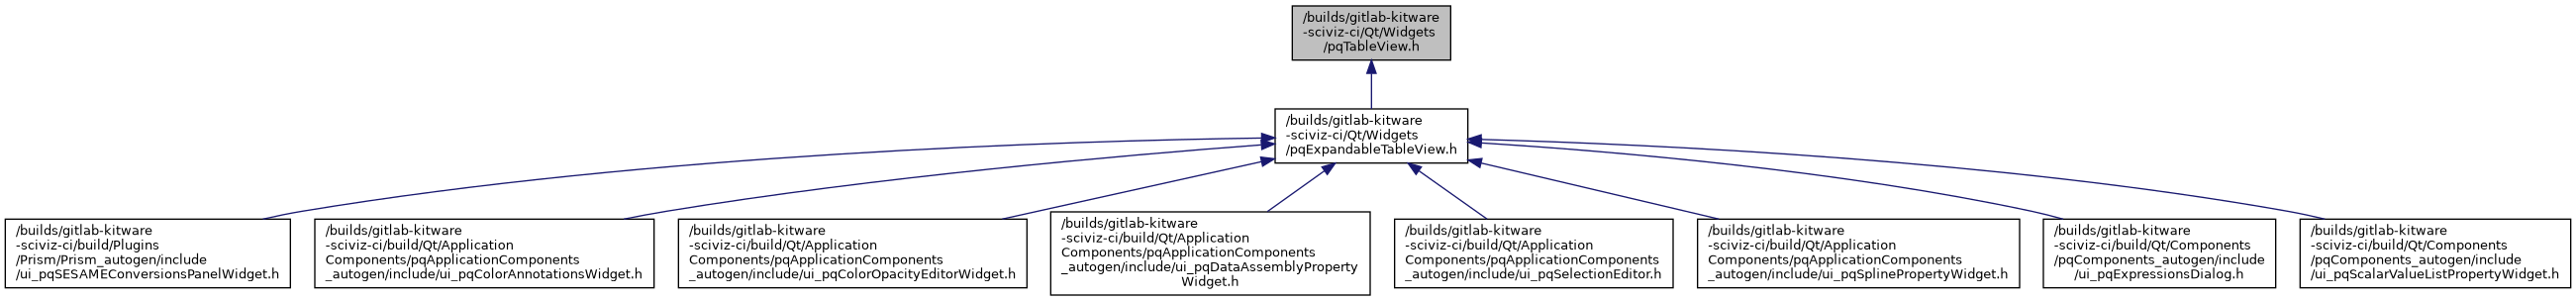 /builds/gitlab-kitware
-sciviz-ci/Qt/Widgets
/pqTableView.h
/builds/gitlab-kitware
-sciviz-ci/Qt/Widgets
/pqExpandableTableView.h
/builds/gitlab-kitware
-sciviz-ci/build/Plugins
/Prism/Prism_autogen/include
/ui_pqSESAMEConversionsPanelWidget.h
/builds/gitlab-kitware
-sciviz-ci/build/Qt/Application
Components/pqApplicationComponents
_autogen/include/ui_pqColorAnnotationsWidget.h
/builds/gitlab-kitware
-sciviz-ci/build/Qt/Application
Components/pqApplicationComponents
_autogen/include/ui_pqColorOpacityEditorWidget.h
/builds/gitlab-kitware
-sciviz-ci/build/Qt/Application
Components/pqApplicationComponents
_autogen/include/ui_pqDataAssemblyProperty
Widget.h
/builds/gitlab-kitware
-sciviz-ci/build/Qt/Application
Components/pqApplicationComponents
_autogen/include/ui_pqSelectionEditor.h
/builds/gitlab-kitware
-sciviz-ci/build/Qt/Application
Components/pqApplicationComponents
_autogen/include/ui_pqSplinePropertyWidget.h
/builds/gitlab-kitware
-sciviz-ci/build/Qt/Components
/pqComponents_autogen/include
/ui_pqExpressionsDialog.h
/builds/gitlab-kitware
-sciviz-ci/build/Qt/Components
/pqComponents_autogen/include
/ui_pqScalarValueListPropertyWidget.h